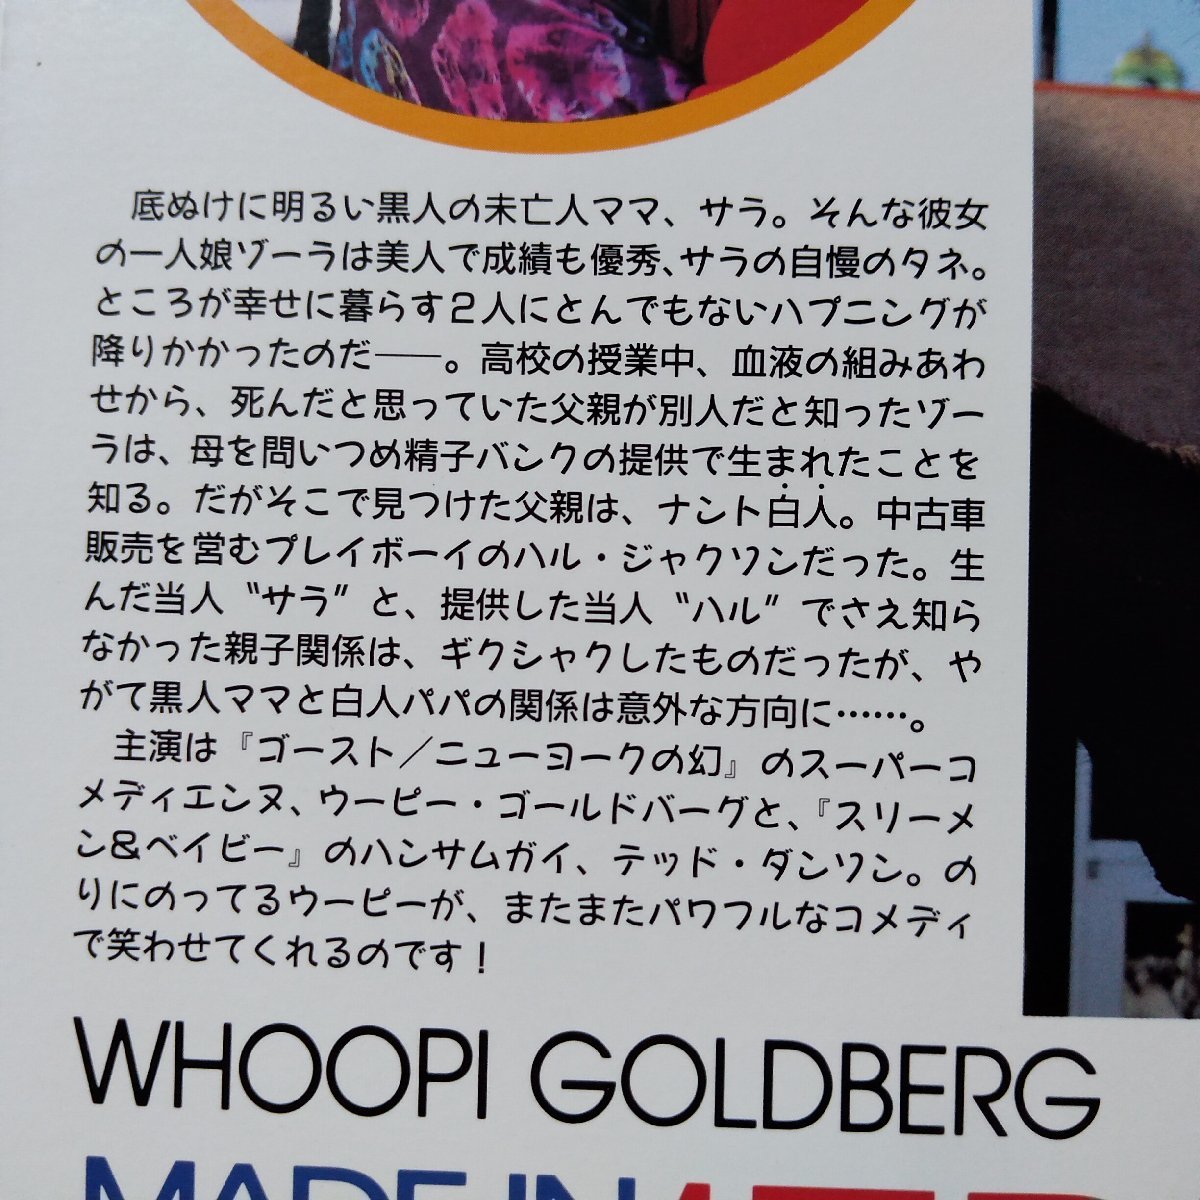 底ぬけに明るい黒人の未亡人ママ、サラ。そんな彼女
の一人娘ゾーラは美人で成績も優秀、サラの自慢のタネ。
ところが幸せに暮らす2人にとんでもないハプニングが
降りかかったのだ──。高校の授業中、血液の組みあわ
せから、死んだと思っていた父親が別人だと知ったゾー
ラは、母を問いつめ精子バンクの提供で生まれたことを
知る。だがそこで見つけた父親は、ナント白人。中古車
販売を営むプレイボーイのハル・ジャクソンだった。生
んだ当人〝サラ〟と、提供した当人〝ハル〟でさえ知ら
なかった親子関係は、ギクシャクしたものだったが、や
がて黒人ママと白人パパの関係は意外な方向に……。
主演は『ゴースト／ニューヨークの幻』のスーパーコ
メディエンヌ、ウーピー・ゴールドバーグと、『スリーメ
ン&ベイビー』のハンサムガイ、テッド・ダンソン。の
りにのってるウーピーが、またまたパワフルなコメディ
で笑わせてくれるのです！
WHOOPI GOLDBERG
MADE IN